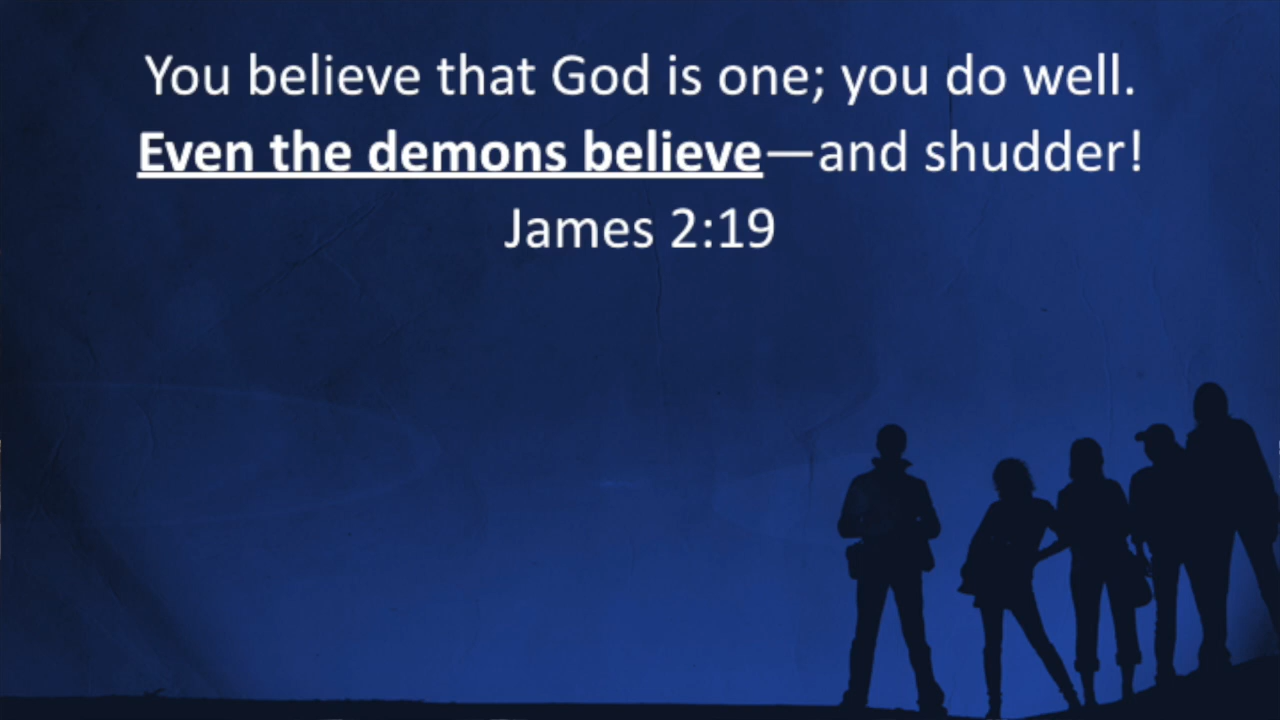 You believe that God is one; you do well.
Even the demons believe—and shudder!
James 2:19